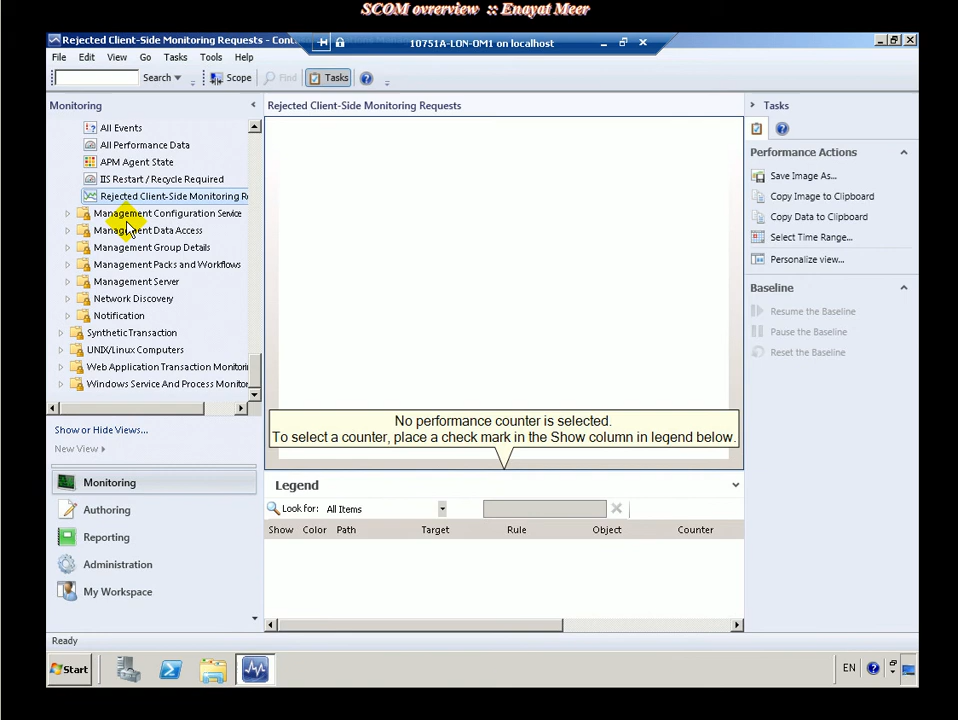 SCOM ovrerview :: Enayat Meer
Rejected Client-Side Monitoring Requests - Cont
10751A-LON-OM1 on localhost
File Edit View Go Tasks Tools Help
Search Scope Find Tasks
Monitoring
All Events
All Performance Data
APM Agent State
IIS Restart / Recycle Required
Rejected Client-Side Monitoring R
Management Configuration Service
Management Data Access
Management Group Details
Management Packs and Workflows
Management Server
Network Discovery
Notification
Synthetic Transaction
UNIX/Linux Computers
Web Application Transaction Monitori
Windows Service And Process Monitor
Show or Hide Views...
New View
Monitoring
Authoring
Reporting
Administration
My Workspace
Rejected Client-Side Monitoring Requests
No performance counter is selected.
To select a counter, place a check mark in the Show column in legend below.
Legend
Look for: All Items
Show Color Path Target Rule Object Counter
Tasks
Performance Actions
Save Image As...
Copy Image to Clipboard
Copy Data to Clipboard
Select Time Range...
Personalize view...
Baseline
Resume the Baseline
Pause the Baseline
Reset the Baseline
Ready
Start
EN